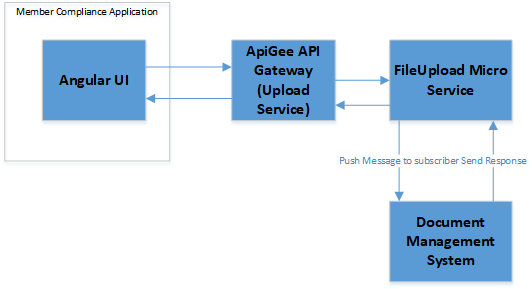 Member Compliance Application
Angular UI
ApiGee API
Gateway
(Upload
Service)
FileUpload Micro
Service
Push Message to subscriber Send Response
Document
Management
System